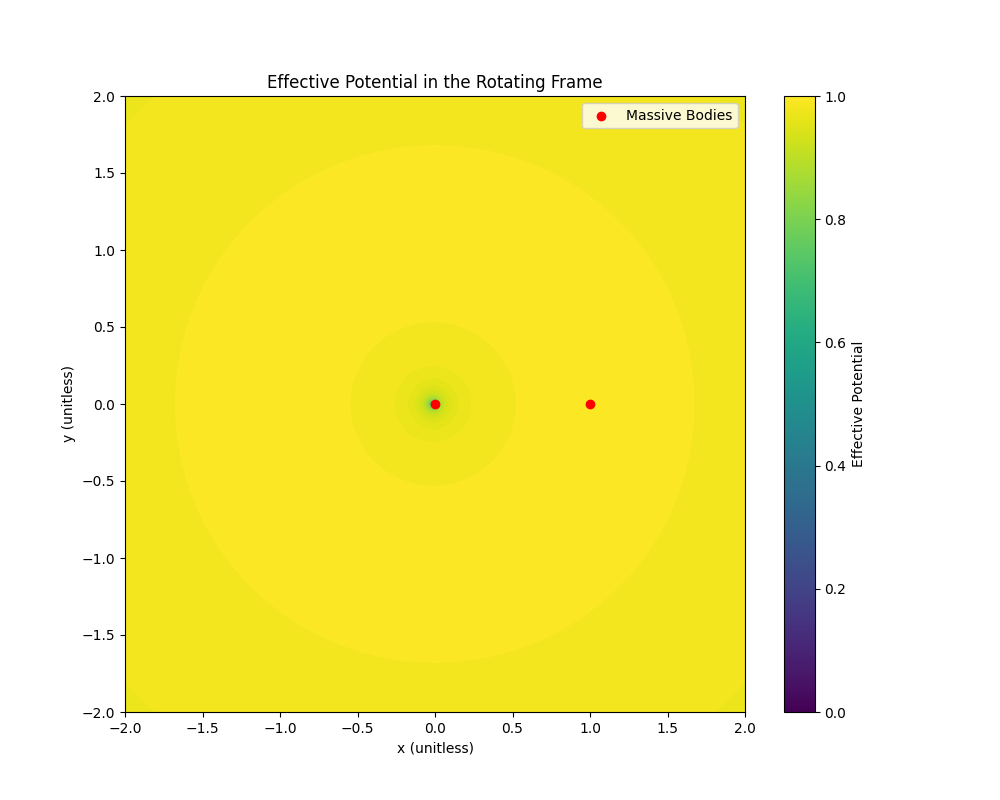 Effective Potential in the Rotating Frame
Massive Bodies
2.0
1.5
1.0
0.5
0.0
−0.5
−1.0
−1.5
−2.0
y (unitless)
−2.0 −1.5 −1.0 −0.5 0.0 0.5 1.0 1.5 2.0
x (unitless)
1.0
0.8
0.6
0.4
0.2
0.0
Effective Potential